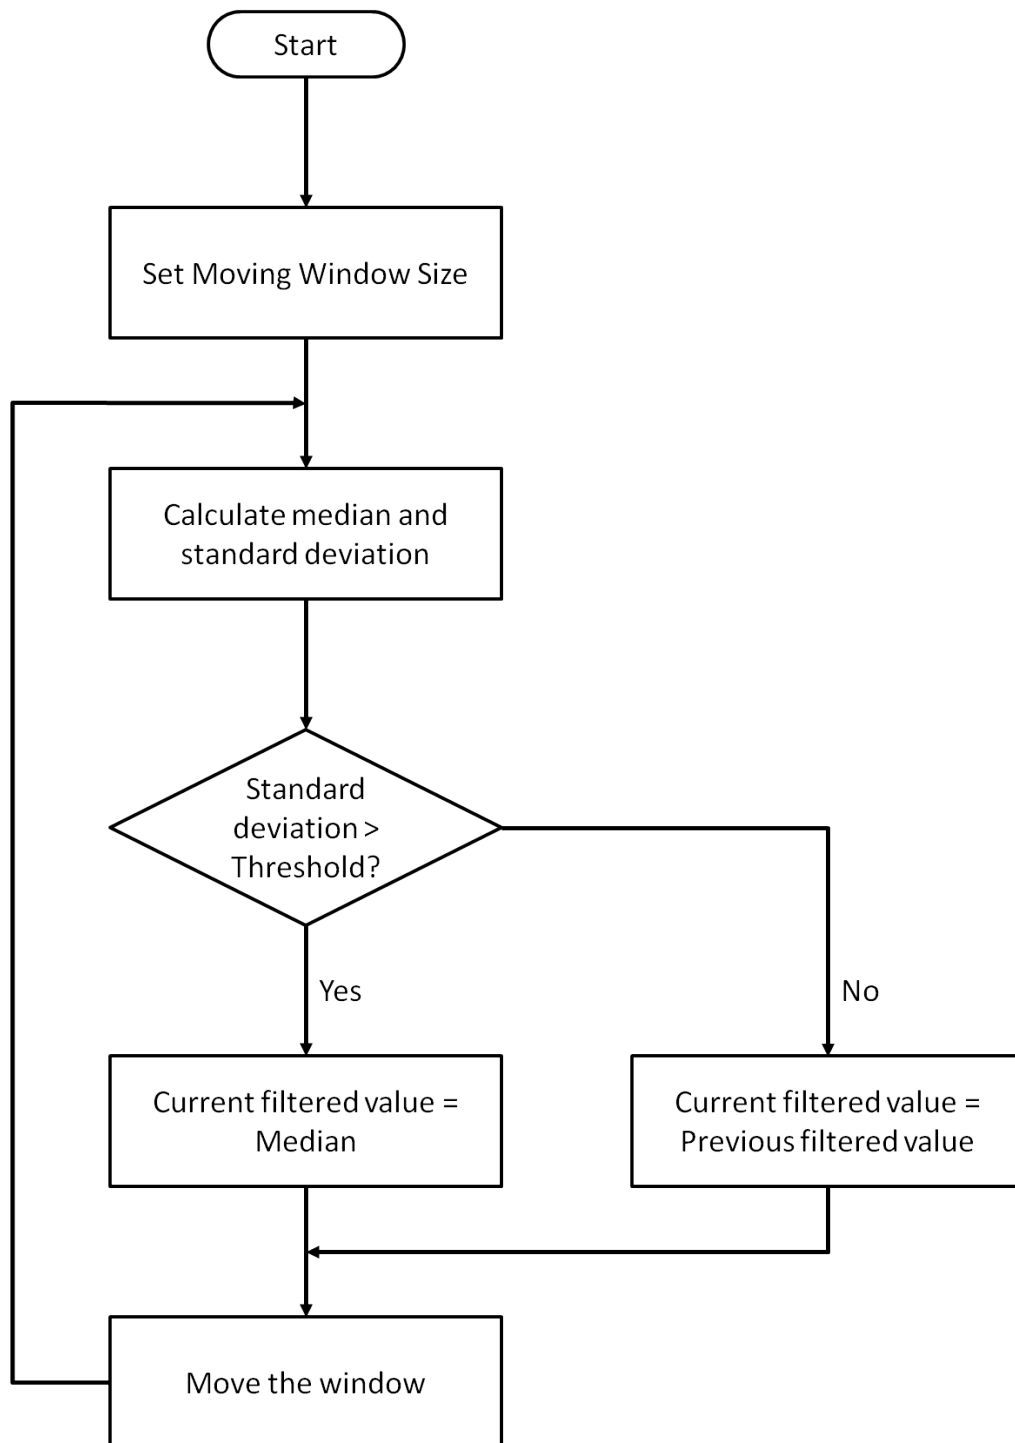 Start
Set Moving Window Size
Calculate median and
standard deviation
Standard
deviation >
Threshold?
Yes
No
Current filtered value =
Median
Current filtered value =
Previous filtered value
Move the window